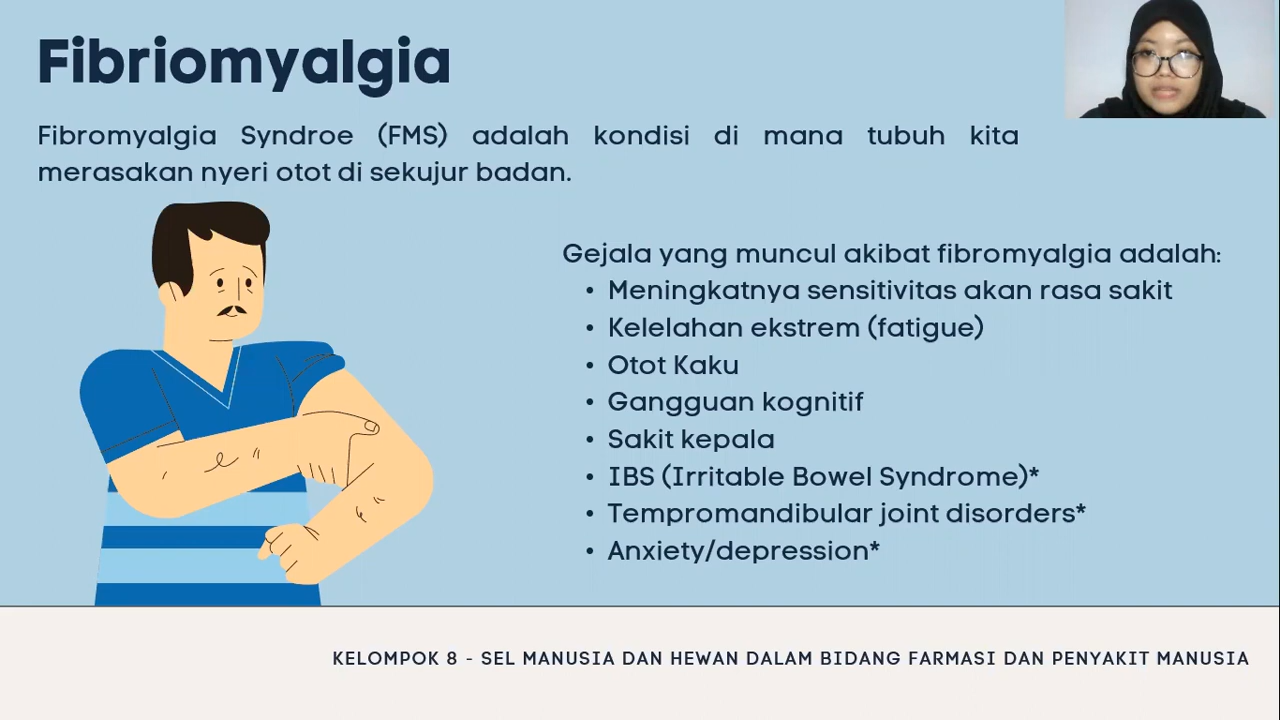 Fibriomyalgia
Fibromyalgia Syndroe (FMS) adalah kondisi di mana tubuh kita
merasakan nyeri otot di sekujur badan.
Gejala yang muncul akibat fibromyalgia adalah:
• Meningkatnya sensitivitas akan rasa sakit
• Kelelahan ekstrem (fatigue)
• Otot Kaku
• Gangguan kognitif
• Sakit kepala
• IBS (Irritable Bowel Syndrome)*
• Tempromandibular joint disorders*
• Anxiety/depression*
KELOMPOK 8 - SEL MANUSIA DAN HEWAN DALAM BIDANG FARMASI DAN PENYAKIT MANUSIA